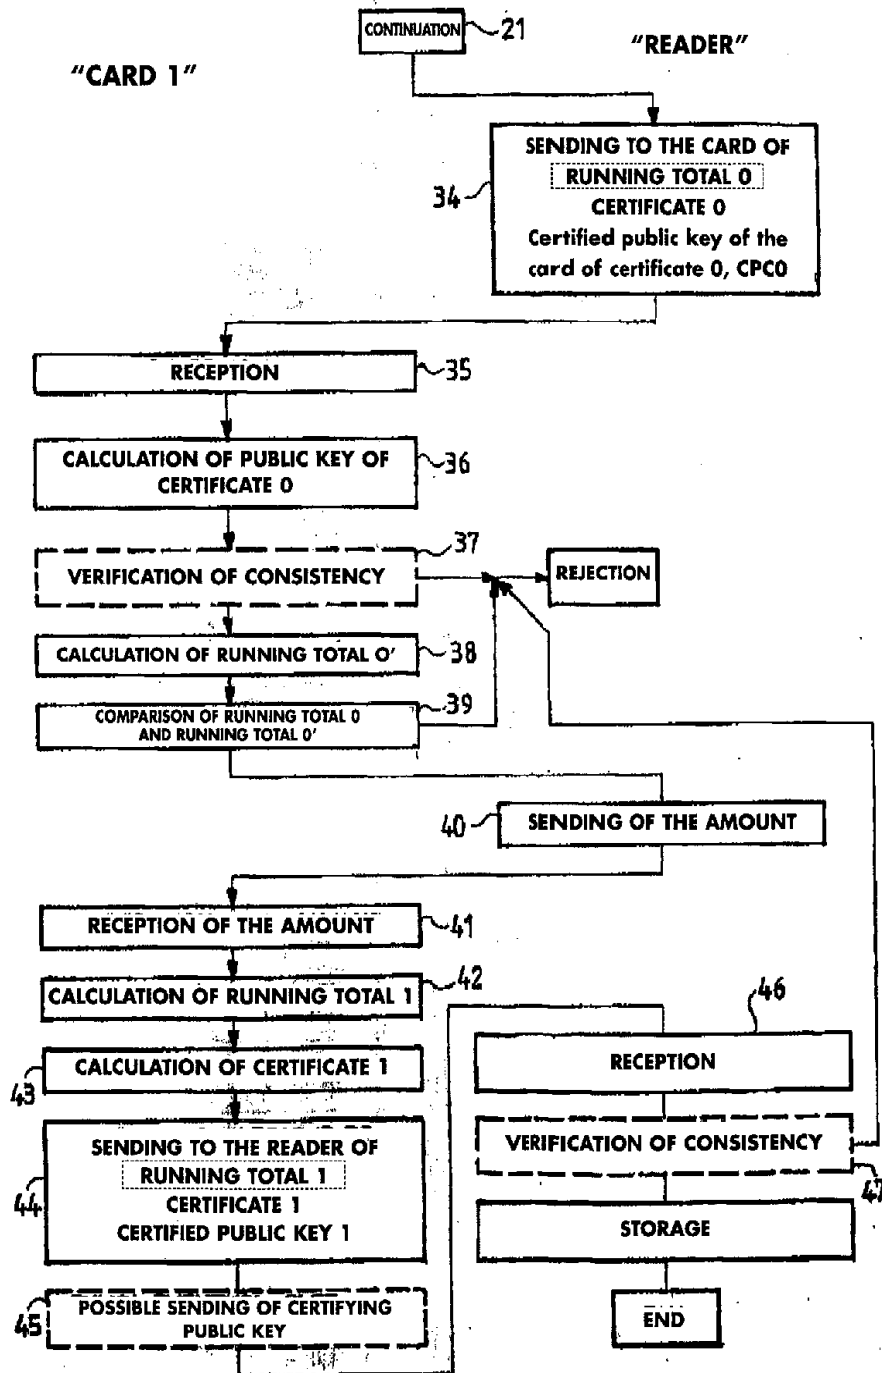 CONTINUATION
21
"READER"
"CARD 1"
SENDING TO THE CARD OF
RUNNING TOTAL 0
CERTIFICATE 0
Certified public key of the
card of certificate 0, CPC0
34
RECEPTION
35
CALCULATION OF PUBLIC KEY OF
CERTIFICATE 0
36
VERIFICATION OF CONSISTENCY
37
REJECTION
CALCULATION OF RUNNING TOTAL O'
38
COMPARISON OF RUNNING TOTAL 0
AND RUNNING TOTAL 0'
39
40
SENDING OF THE AMOUNT
RECEPTION OF THE AMOUNT
41
CALCULATION OF RUNNING TOTAL 1
42
CALCULATION OF CERTIFICATE 1
43
SENDING TO THE READER OF
RUNNING TOTAL 1
CERTIFICATE 1
CERTIFIED PUBLIC KEY 1
44
POSSIBLE SENDING OF CERTIFYING
PUBLIC KEY
45
46
RECEPTION
VERIFICATION OF CONSISTENCY
47
STORAGE
END